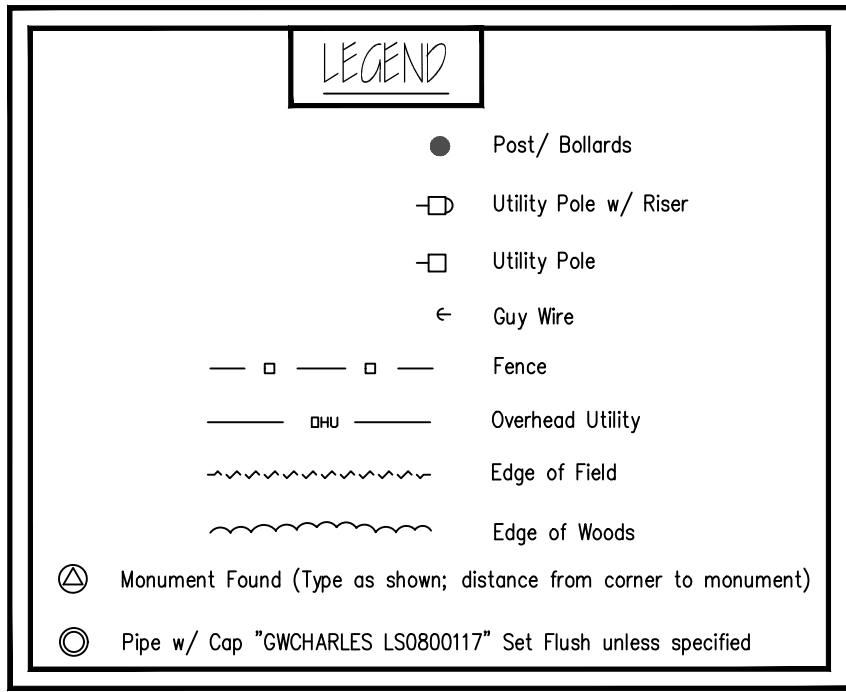 LEGEND
Post/ Bollards
Utility Pole w/ Riser
Utility Pole
Guy Wire
Fence
OHU Overhead Utility
Edge of Field
Edge of Woods
Monument Found (Type as shown; distance from corner to monument)
Pipe w/ Cap "GWCHARLES LS0800117" Set Flush unless specified